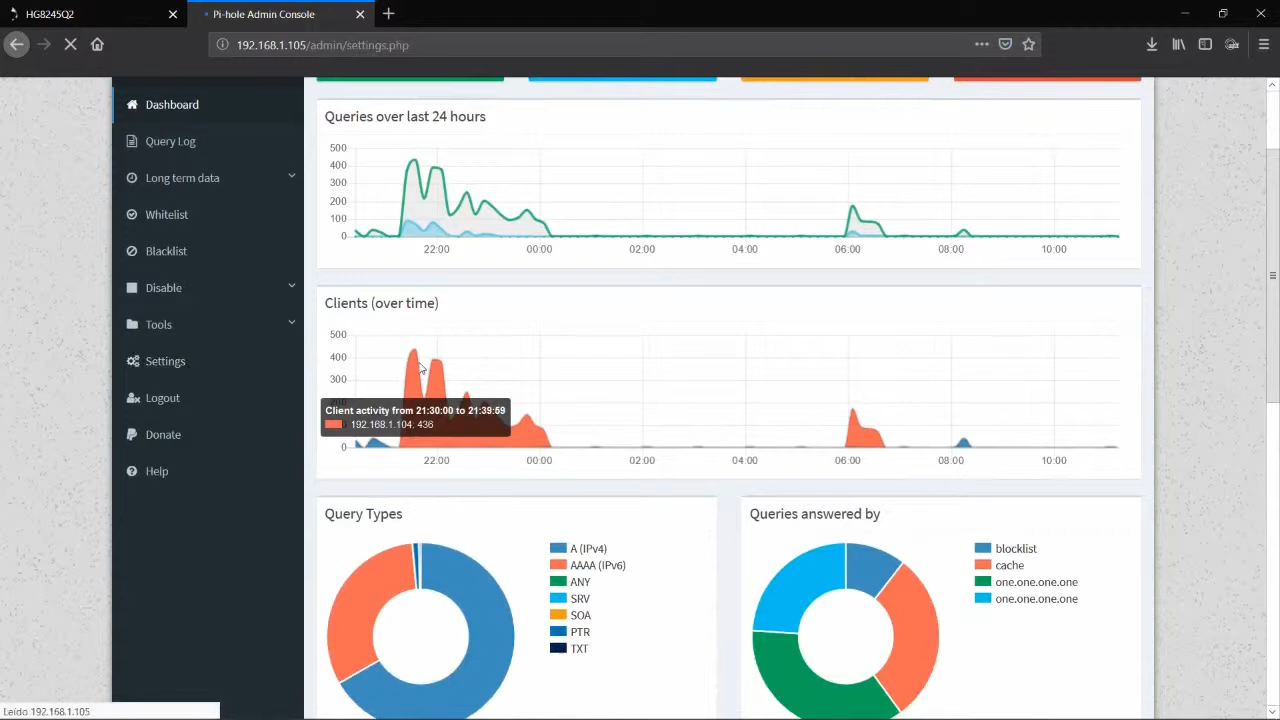 HG8245Q2
Pi-hole Admin Console
192.168.1.105/admin/settings.php
Dashboard
Query Log
Long term data
Whitelist
Blacklist
Disable
Tools
Settings
Logout
Donate
Help
Queries over last 24 hours
500
400
300
200
100
0
22:00 00:00 02:00 04:00 06:00 08:00 10:00
Clients (over time)
500
400
300
Client activity from 21:30:00 to 21:39:59
192.168.1.104: 436
0
22:00 00:00 02:00 04:00 06:00 08:00 10:00
Query Types
A (IPv4)
AAAA (IPv6)
ANY
SRV
SOA
PTR
TXT
Queries answered by
blocklist
cache
one.one.one.one
one.one.one.one
Leído 192.168.1.105